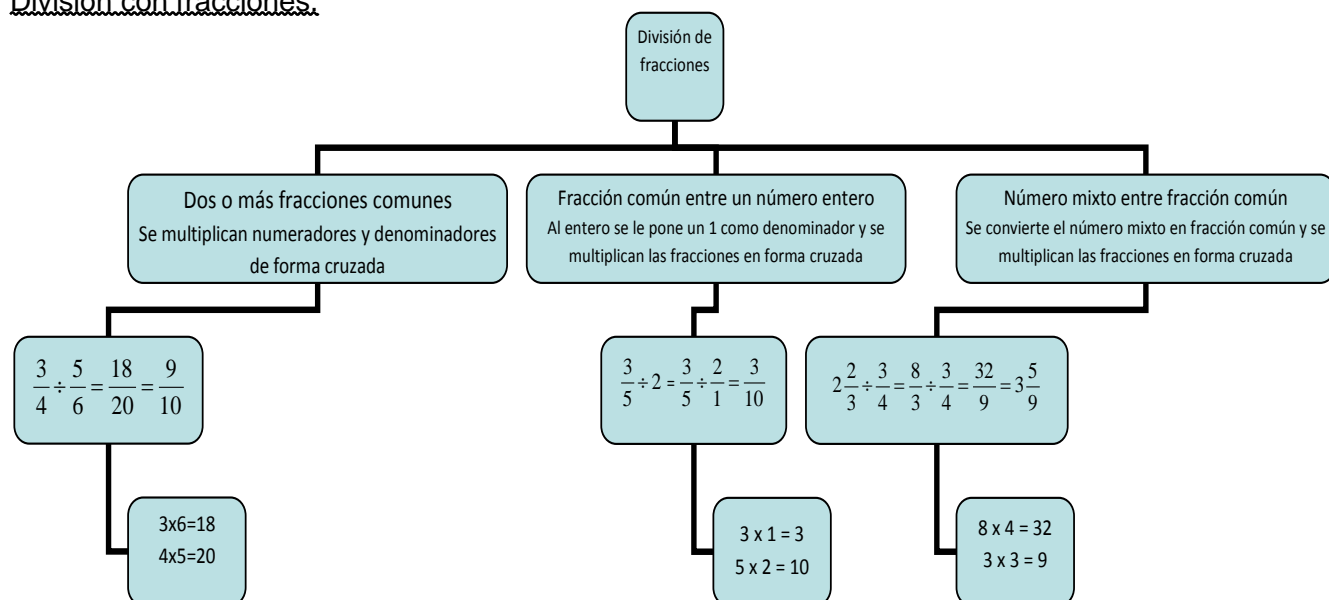 División con fracciones.
División de
fracciones
Dos o más fracciones comunes
Se multiplican numeradores y denominadores
de forma cruzada
Fracción común entre un número entero
Al entero se le pone un 1 como denominador y se
multiplican las fracciones en forma cruzada
Número mixto entre fracción común
Se convierte el número mixto en fracción común y se
multiplican las fracciones en forma cruzada
3/4 ÷ 5/6 = 18/20 = 9/10
3/5 ÷ 2 = 3/5 ÷ 2/1 = 3/10
2 2/3 ÷ 3/4 = 8/3 ÷ 3/4 = 32/9 = 3 5/9
3x6=18
4x5=20
3 x 1 = 3
5 x 2 = 10
8 x 4 = 32
3 x 3 = 9